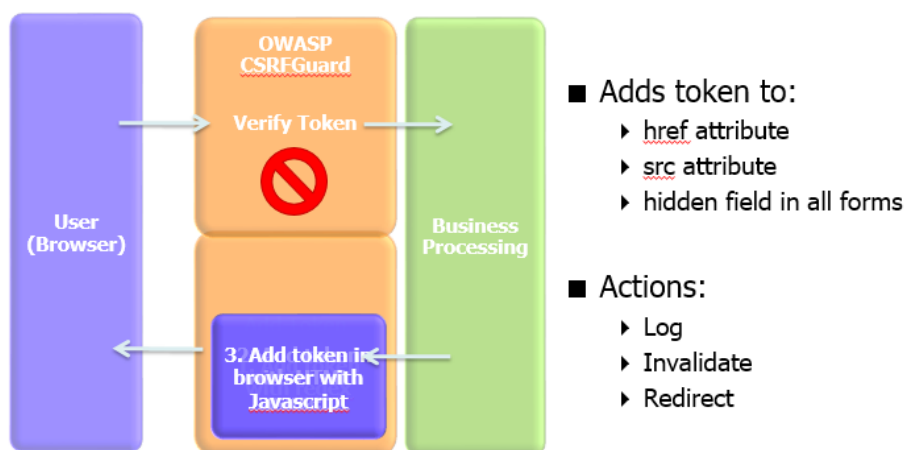 OWASP
CSRFGuard
Verify Token
User
(Browser)
Business
Processing
3. Add token in
browser with
Javascript
Adds token to:
href attribute
src attribute
hidden field in all forms
Actions:
Log
Invalidate
Redirect